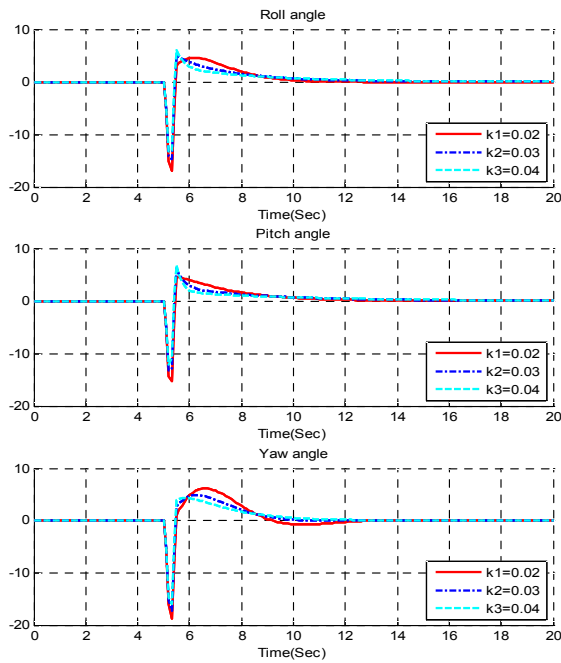 Roll angle
10
0
-10
-20
0 2 4 6 8 10 12 14 16 18 20
k1=0.02
k2=0.03
k3=0.04
Time(Sec)
Pitch angle
10
0
-10
-20
0 2 4 6 8 10 12 14 16 18 20
k1=0.02
k2=0.03
k3=0.04
Time(Sec)
Yaw angle
10
0
-10
-20
0 2 4 6 8 10 12 14 16 18 20
k1=0.02
k2=0.03
k3=0.04
Time(Sec)